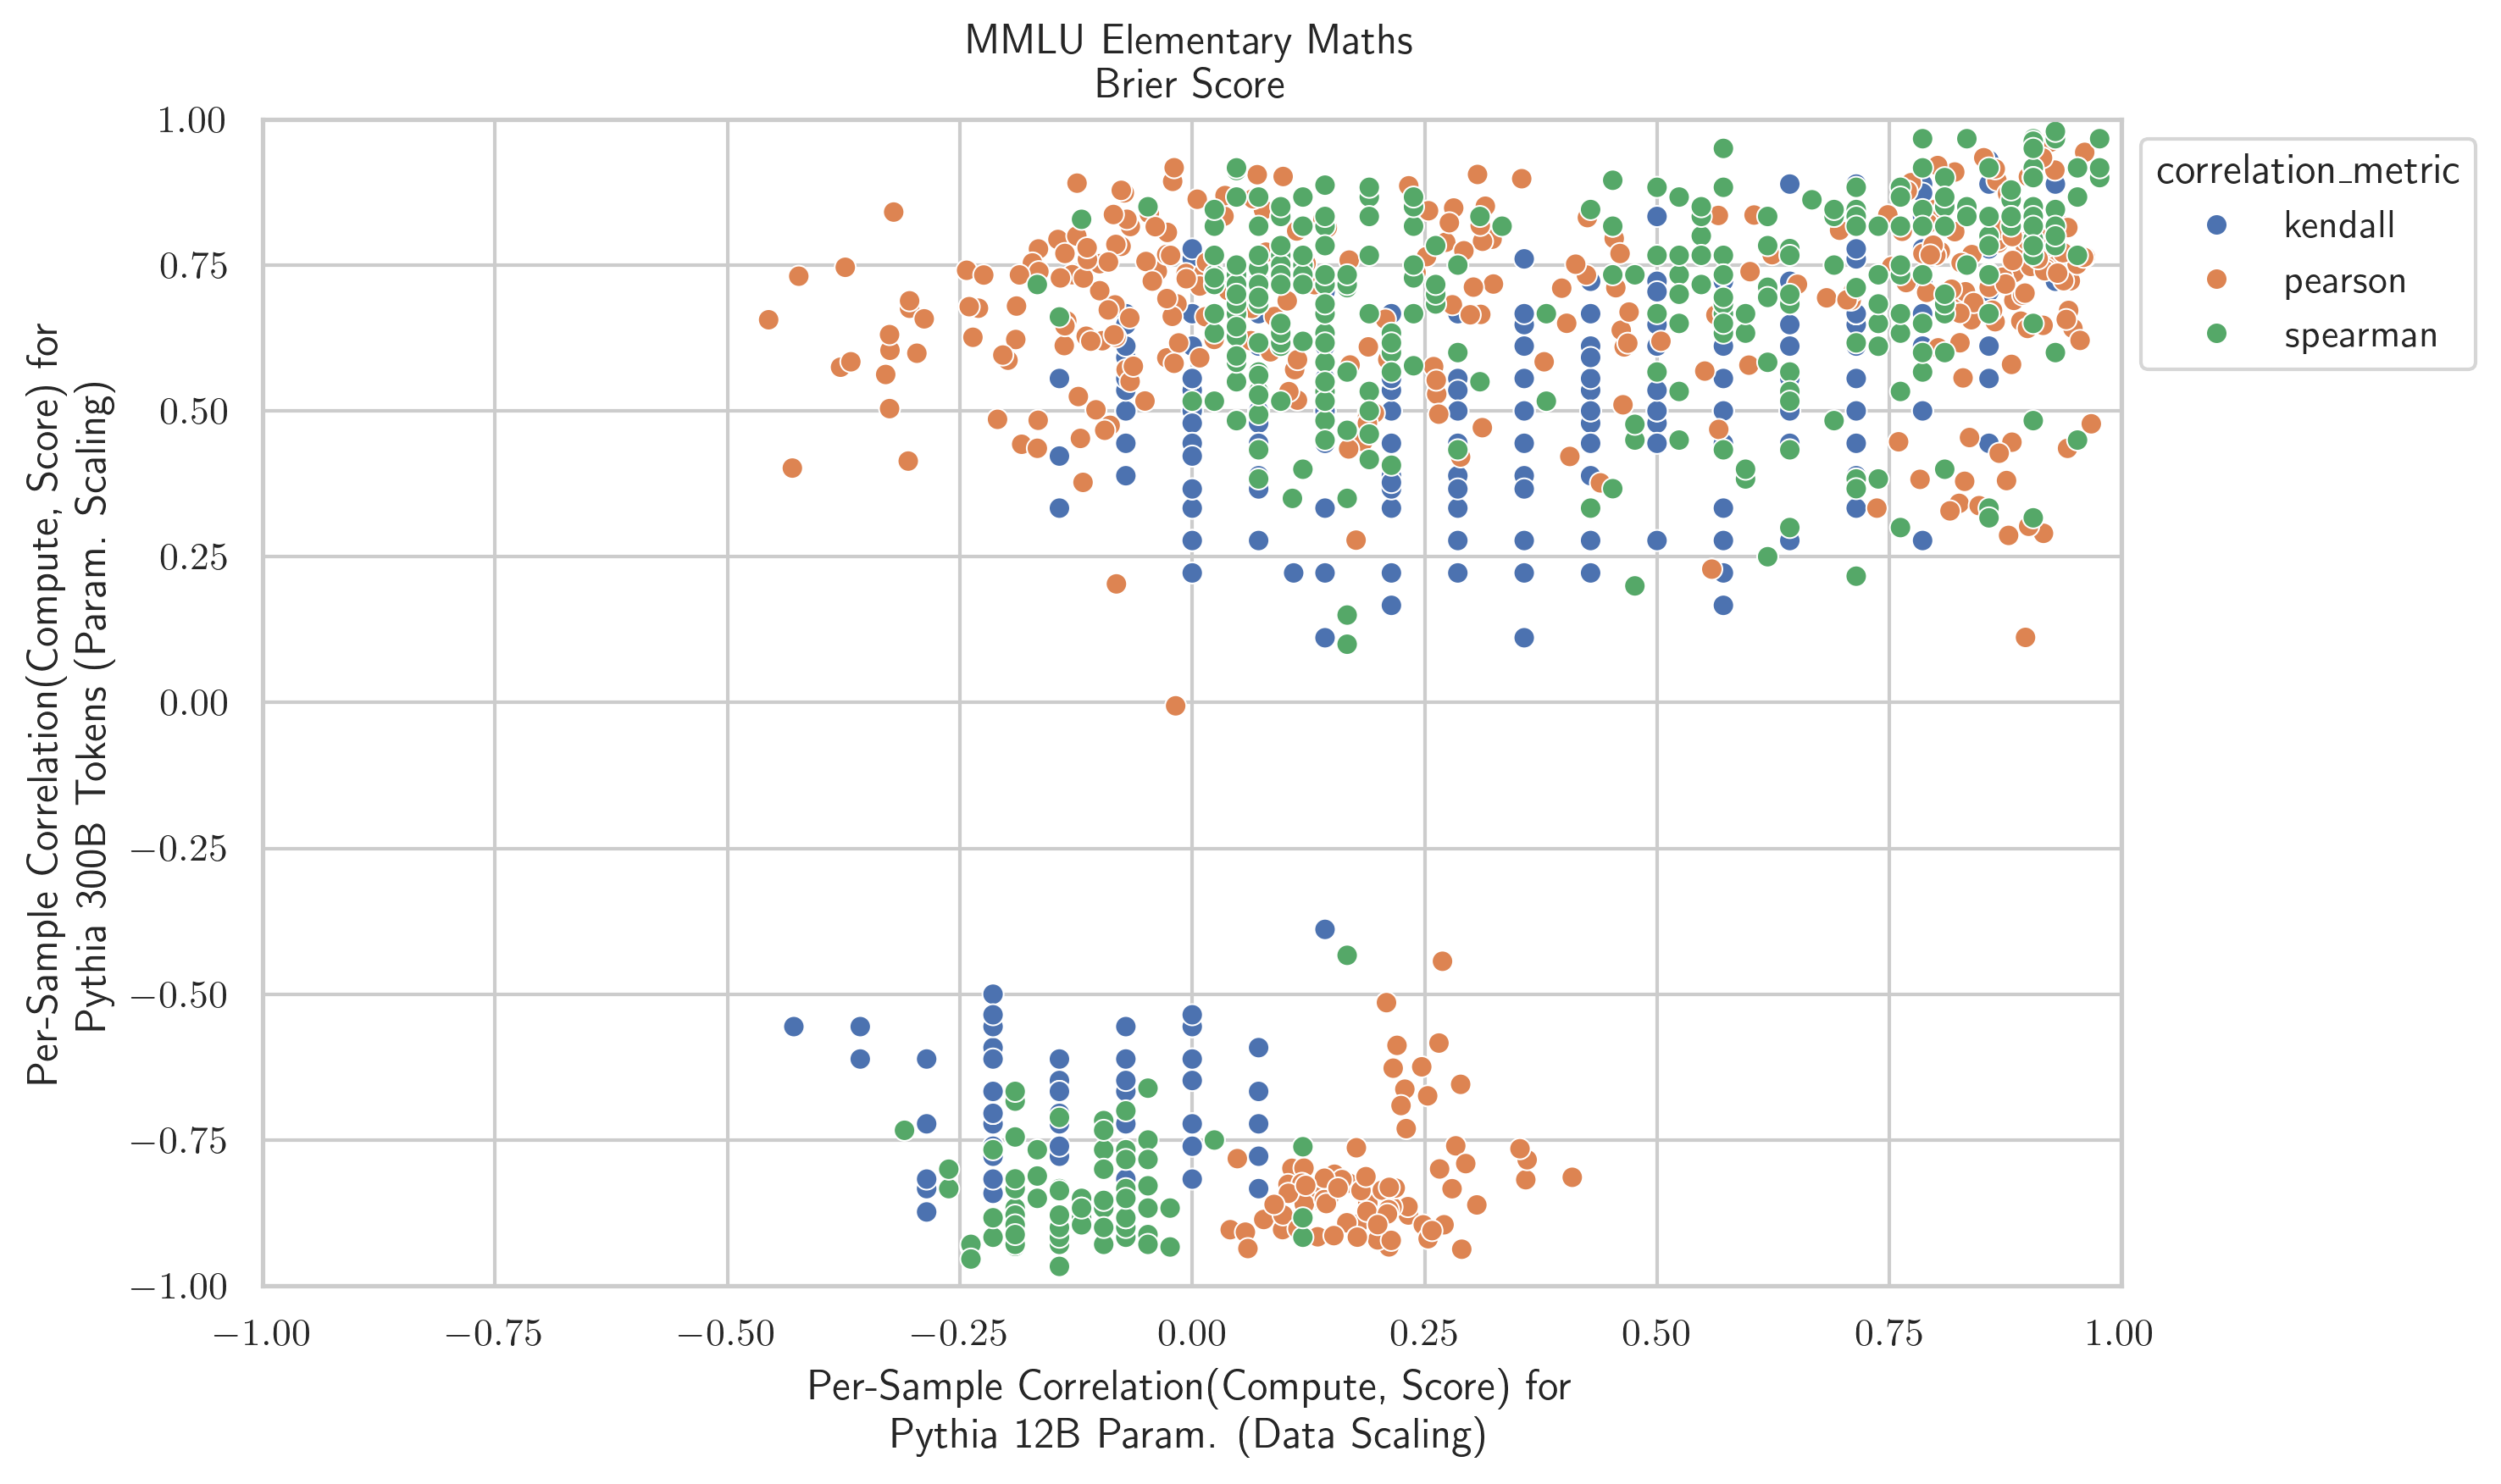 MMLU Elementary Maths
Brier Score
Per-Sample Correlation(Compute, Score) for
Pythia 300B Tokens (Param. Scaling)
1.00
0.75
0.50
0.25
0.00
−0.25
−0.50
−0.75
−1.00
−1.00 −0.75 −0.50 −0.25 0.00 0.25 0.50 0.75 1.00
Per-Sample Correlation(Compute, Score) for
Pythia 12B Param. (Data Scaling)
correlation_metric
kendall
pearson
spearman